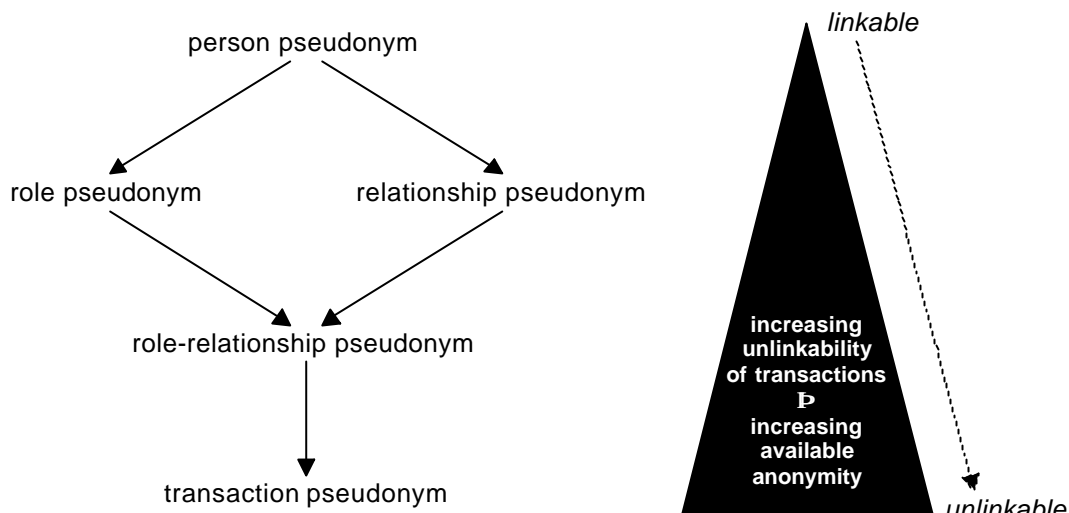 person pseudonym
role pseudonym
relationship pseudonym
role-relationship pseudonym
transaction pseudonym
linkable
increasing
unlinkability
of transactions
Þ
increasing
available
anonymity
unlinkable